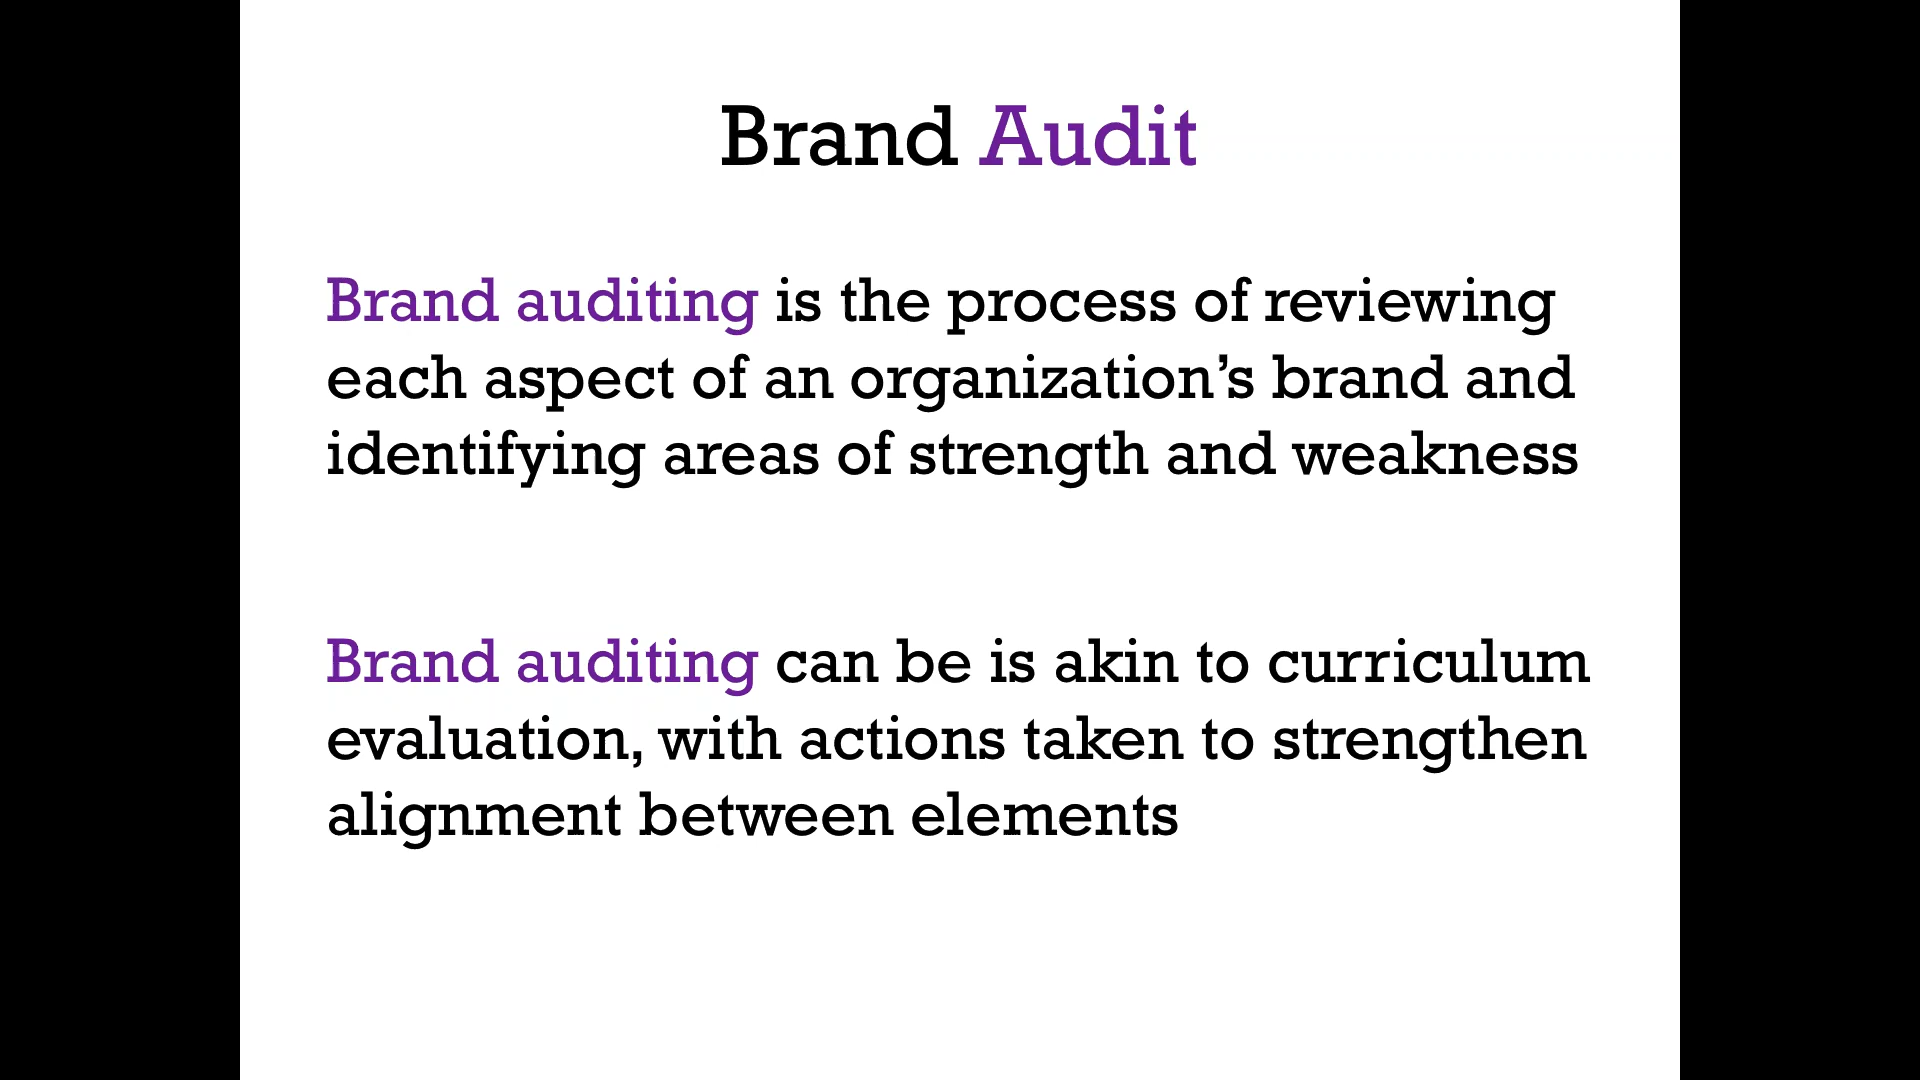 Brand Audit
Brand auditing is the process of reviewing
each aspect of an organization’s brand and
identifying areas of strength and weakness
Brand auditing can be is akin to curriculum
evaluation, with actions taken to strengthen
alignment between elements